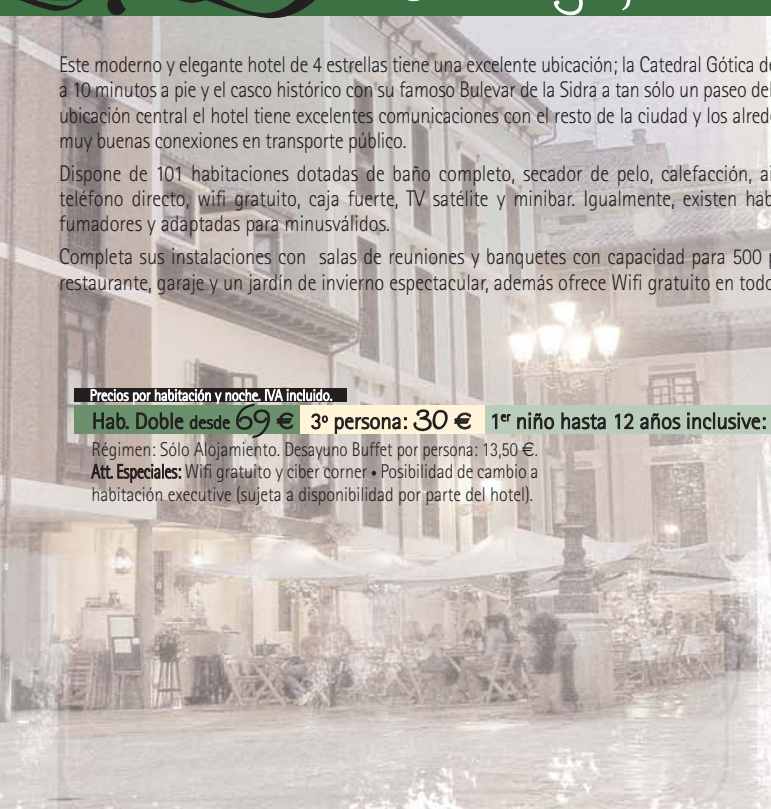 Este moderno y elegante hotel de 4 estrellas tiene una excelente ubicación; la Catedral Gótica
a 10 minutos a pie y el casco histórico con su famoso Bulevar de la Sidra a tan sólo un paseo
ubicación central el hotel tiene excelentes comunicaciones con el resto de la ciudad y los
muy buenas conexiones en transporte público.
Dispone de 101 habitaciones dotadas de baño completo, secador de pelo, calefacción,
teléfono directo, wifi gratuito, caja fuerte, TV satélite y minibar. Igualmente, existen
fumadores y adaptadas para minusválidos.
Completa sus instalaciones con salas de reuniones y banquetes con capacidad para 500
restaurante, garaje y un jardín de invierno espectacular, además ofrece Wifi gratuito en
Precios por habitación y noche. IVA incluido.
Hab. Doble desde 69 € 3º persona: 30 € 1er niño hasta 12 años inclusive:
Régimen: Sólo Alojamiento. Desayuno Buffet por persona: 13,50 €.
Att. Especiales: Wifi gratuito y ciber corner • Posibilidad de cambio a
habitación executive (sujeta a disponibilidad por parte del hotel).